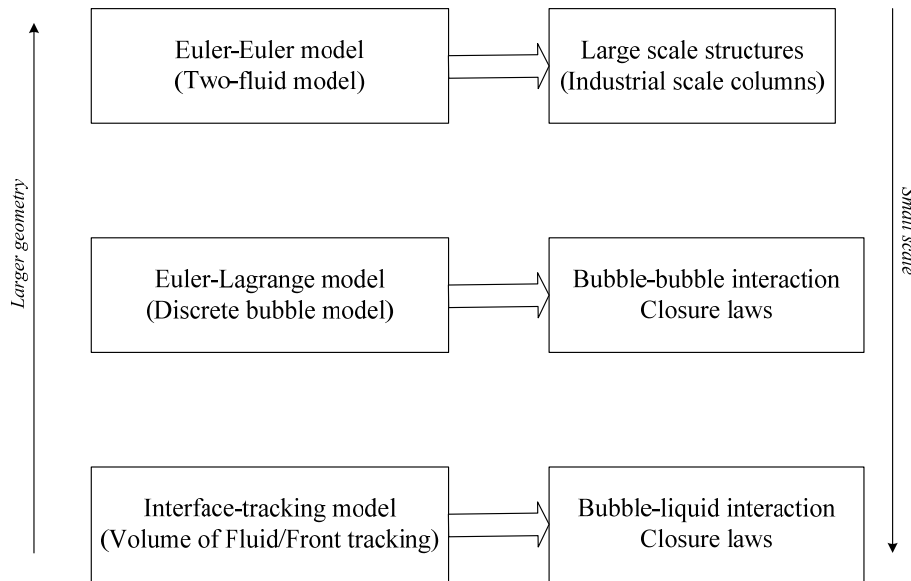 Euler-Euler model
(Two-fluid model)
Large scale structures
(Industrial scale columns)
Larger geometry
Small scale
Euler-Lagrange model
(Discrete bubble model)
Bubble-bubble interaction
Closure laws
Interface-tracking model
(Volume of Fluid/Front tracking)
Bubble-liquid interaction
Closure laws